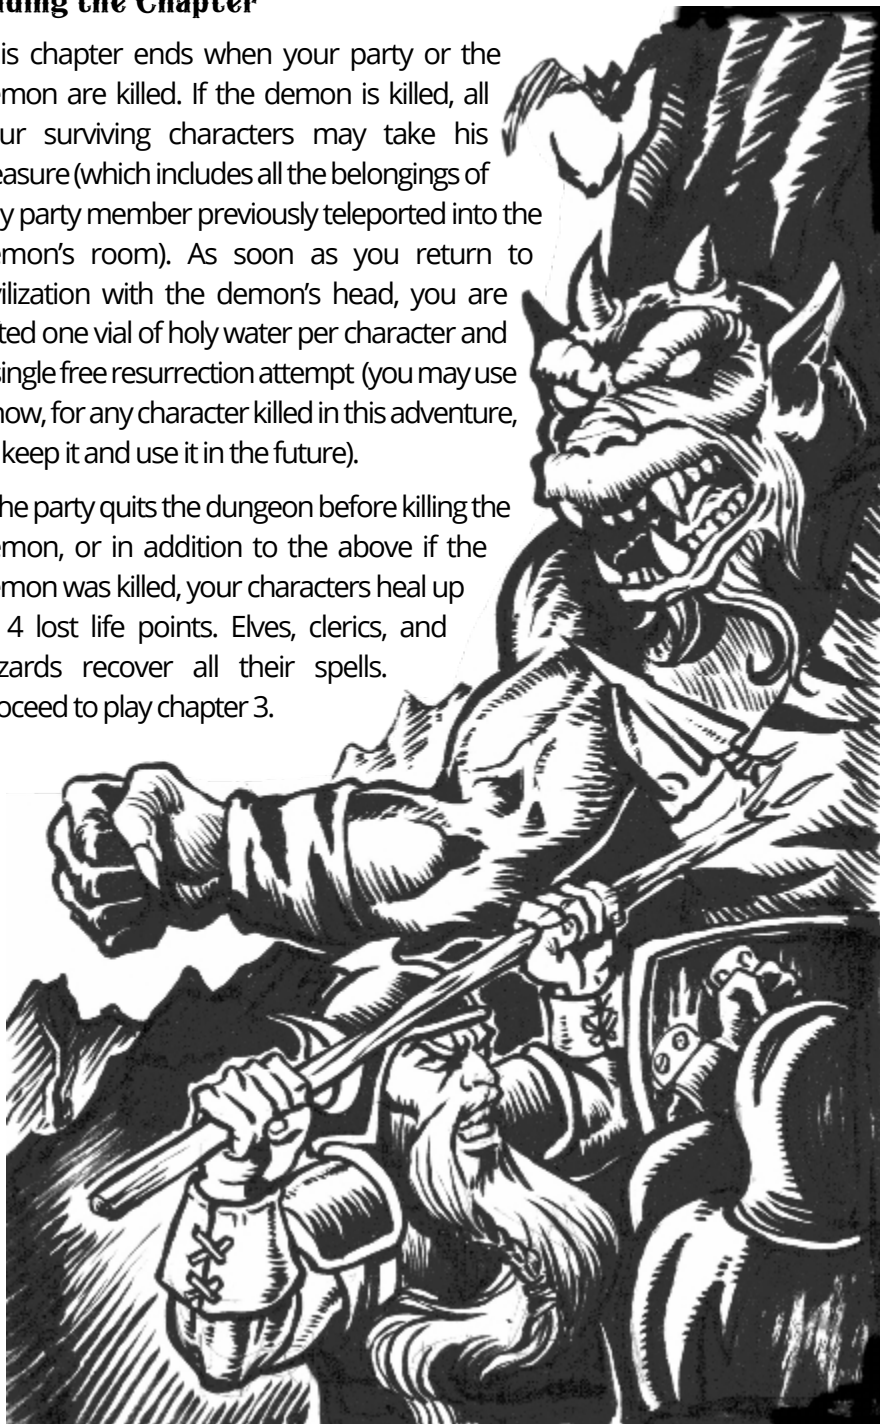 ding the Chapter
is chapter ends when your party or the
emon are killed. If the demon is killed, all
ur surviving characters may take his
easure (which includes all the belongings of
y party member previously teleported into the
emon's room). As soon as you return to
ilization with the demon's head, you are
ted one vial of holy water per character and
single free resurrection attempt (you may use
now, for any character killed in this adventure,
keep it and use it in the future).
he party quits the dungeon before killing the
emon, or in addition to the above if the
emon was killed, your characters heal up
4 lost life points. Elves, clerics, and
zards recover all their spells.
oceed to play chapter 3.